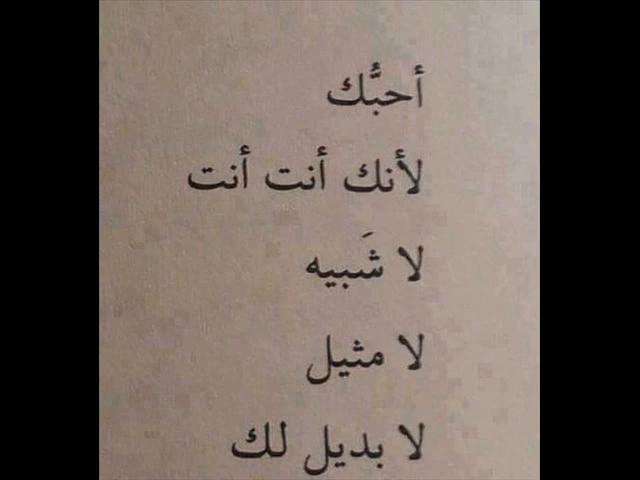 أحبُّك
لأنك أنت أنت
لا شَبيه
لا مثيل
لا بديل لك